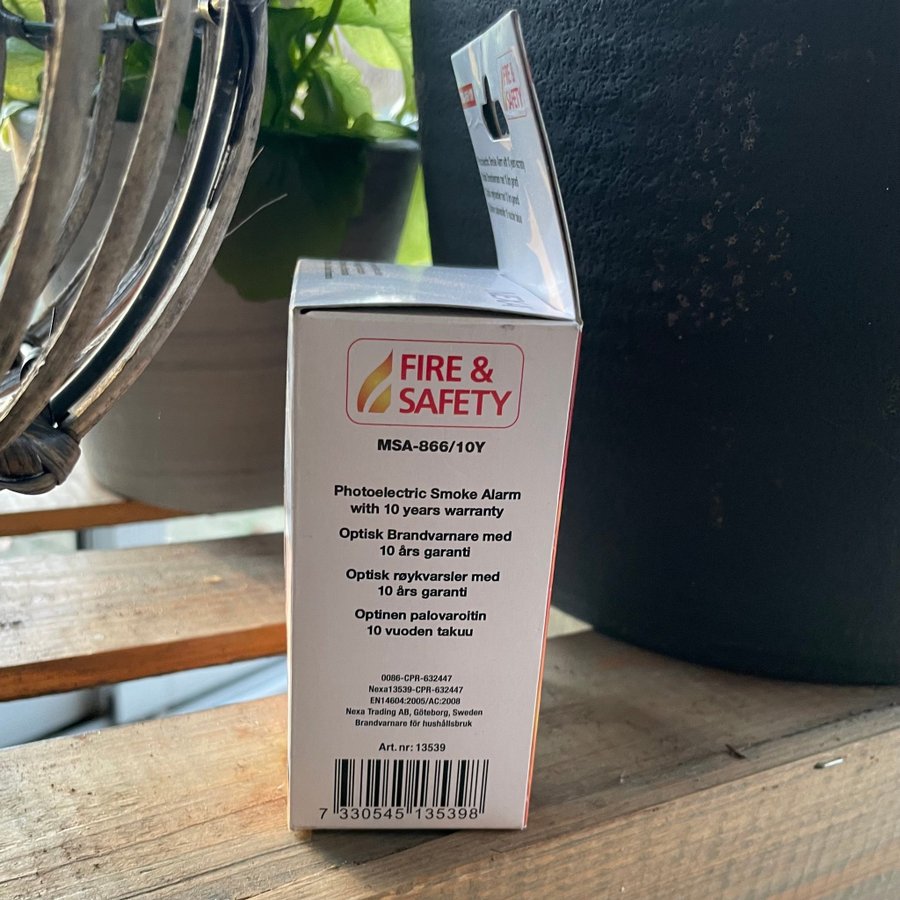 FIRE &
SAFETY
FIRE &
SAFETY
MSA-866/10Y
Photoelectric Smoke Alarm
with 10 years warranty
Optisk Brandvarnare med
10 års garanti
Optisk røykvarsler med
10 års garanti
Optinen palovaroitin
10 vuoden takuu
0086-CPR-632447
Nexa13539-CPR-632447
EN14604:2005/AC:2008
Nexa Trading AB, Göteborg, Sweden
Brandvarnare för hushållsbruk
Art. nr: 13539
7 330545 135398